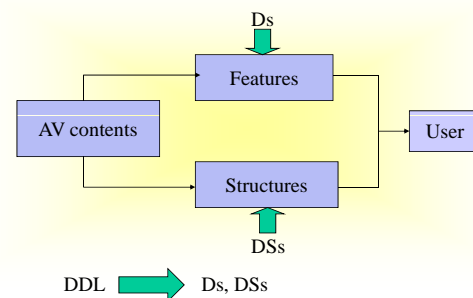 Ds
Features
AV contents
User
Structures
DSs
DDL Ds, DSs